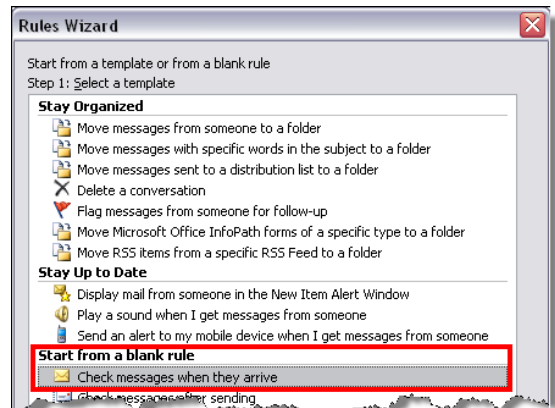 Rules Wizard
Start from a template or from a blank rule
Step 1: Select a template
Stay Organized
Move messages from someone to a folder
Move messages with specific words in the subject to a folder
Move messages sent to a distribution list to a folder
Delete a conversation
Flag messages from someone for follow-up
Move Microsoft Office InfoPath forms of a specific type to a folder
Move RSS items from a specific RSS Feed to a folder
Stay Up to Date
Display mail from someone in the New Item Alert Window
Play a sound when I get messages from someone
Send an alert to my mobile device when I get messages from someone
Start from a blank rule
Check messages when they arrive
Check messages after sending